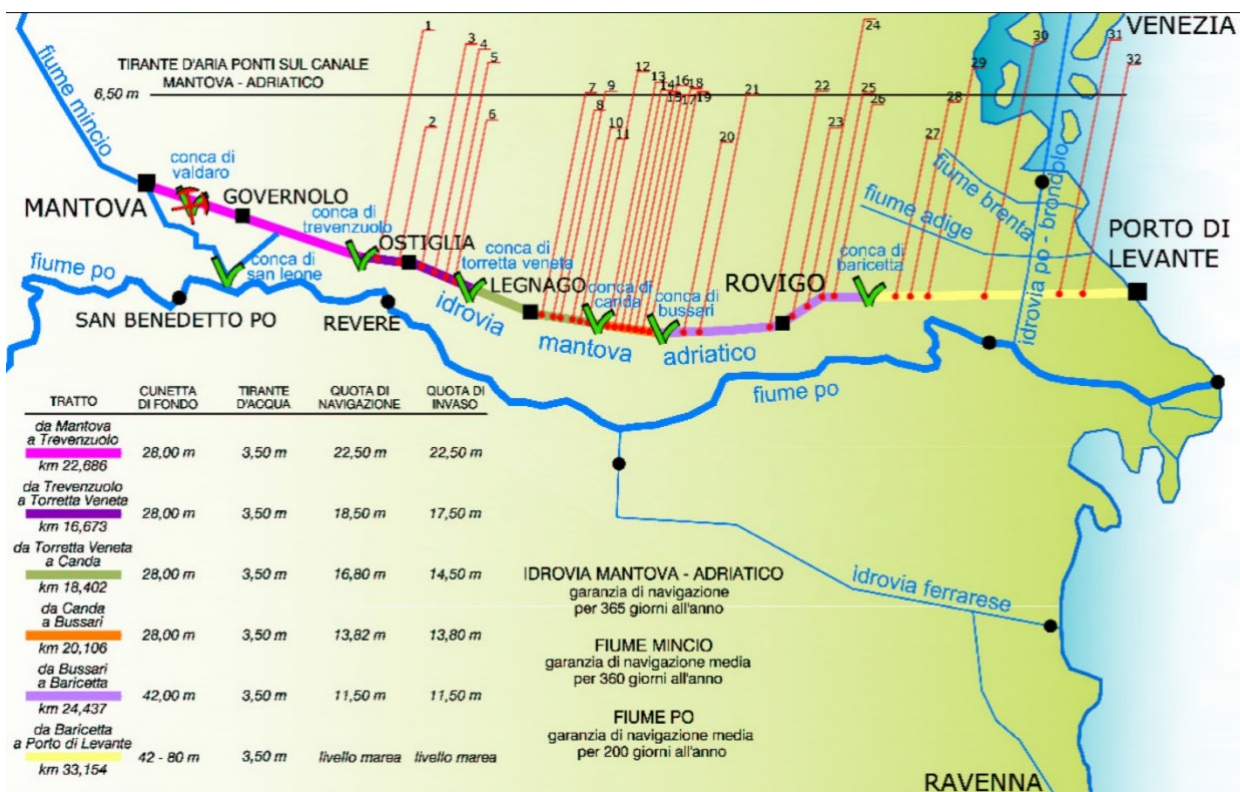 VENEZIA
TIRANTE D'ARIA PONTI SUL CANALE
MANTOVA - ADRIATICO
6,50 m
1
2
3
4
5
6
7
8
9
10
11
12
13
14
15
16
17
18
19
20
21
22
23
24
25
26
27
28
29
30
31
32
fiume mincio
conca di
valdaro
MANTOVA
GOVERNOLO
conca di
trevenzuolo
OSTIGLIA
conca di
torretta veneta
LEGNAGO
conca di
canda
conca di
bussari
ROVIGO
conca di
baricetta
fiume brenta
fiume adige
idrovia po - brondolo
PORTO DI
LEVANTE
fiume po
conca di
san leone
SAN BENEDETTO PO
REVERE
idrovia
mantova
adriatico
fiume po
TRATTO
CUNETTA
DI FONDO
TIRANTE
D'ACQUA
QUOTA DI
NAVIGAZIONE
QUOTA DI
INVASO
da Mantova
a Trevenzuolo
km 22,686
28,00 m 3,50 m 22,50 m 22,50 m
da Trevenzuolo
a Torretta Veneta
km 16,673
28,00 m 3,50 m 18,50 m 17,50 m
da Torretta Veneta
a Canda
km 18,402
28,00 m 3,50 m 16,80 m 14,50 m
da Canda
a Bussari
km 20,106
28,00 m 3,50 m 13,82 m 13,80 m
da Bussari
a Baricetta
km 24,437
42,00 m 3,50 m 11,50 m 11,50 m
da Baricetta
a Porto di Levante
km 33,154
42 - 80 m 3,50 m livello marea livello marea
IDROVIA MANTOVA - ADRIATICO
garanzia di navigazione
per 365 giorni all'anno
FIUME MINCIO
garanzia di navigazione media
per 360 giorni all'anno
FIUME PO
garanzia di navigazione media
per 200 giorni all'anno
idrovia ferrarese
RAVENNA